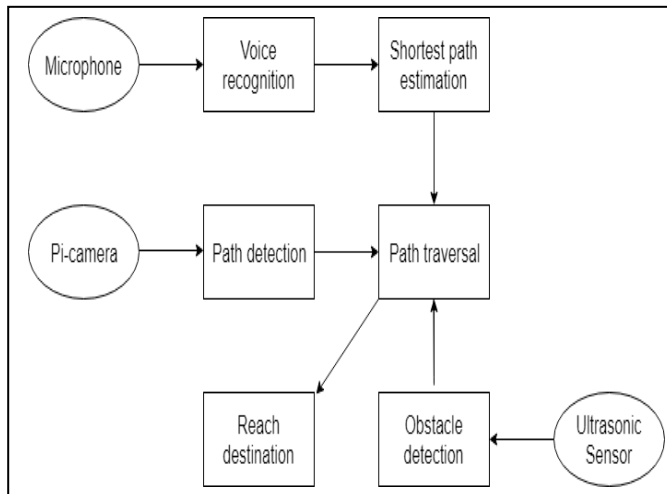 Microphone
Voice
recognition
Shortest path
estimation
Pi-camera
Path detection
Path traversal
Reach
destination
Obstacle
detection
Ultrasonic
Sensor